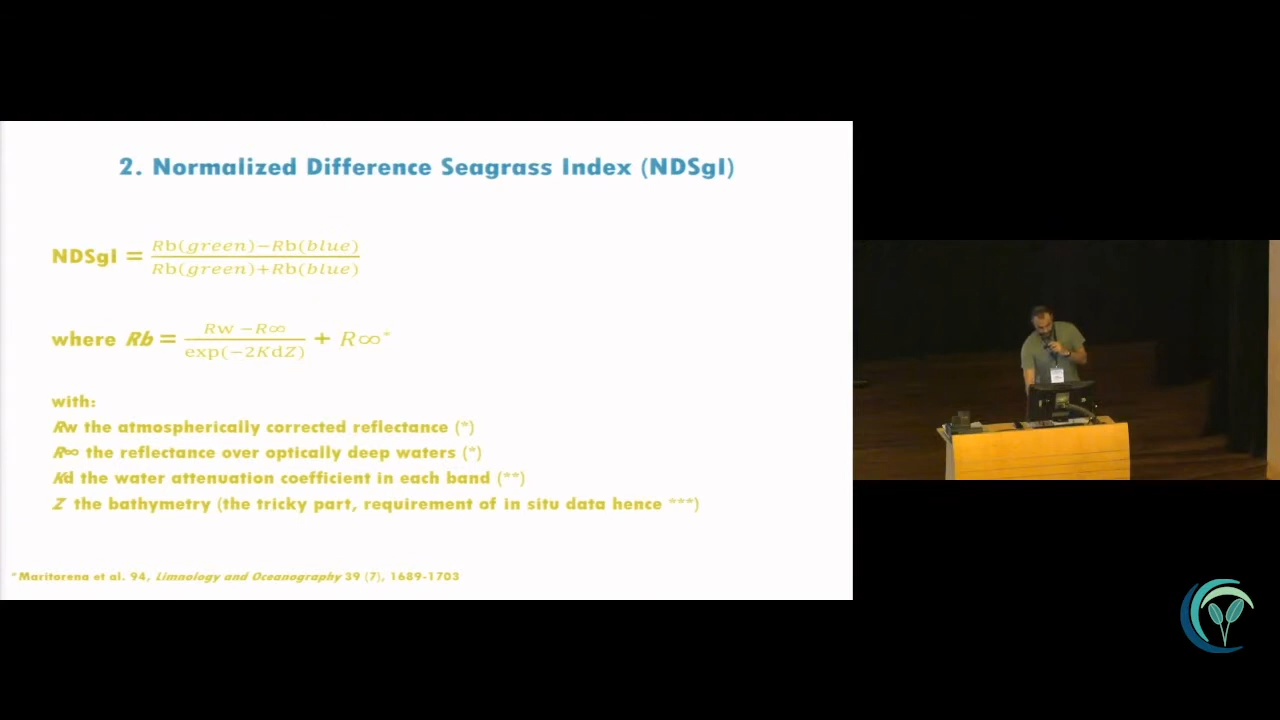 2. Normalized Difference Seagrass Index (NDSgI)
NDSgI = Rb(green)−Rb(blue) / Rb(green)+Rb(blue)
where Rb = Rw −R∞ / exp(−2KdZ) + R∞*
with:
Rw the atmospherically corrected reflectance (*)
R∞ the reflectance over optically deep waters (*)
Kd the water attenuation coefficient in each band (**)
Z the bathymetry (the tricky part, requirement of in situ data hence ***)
*Maritorena et al. 94, Limnology and Oceanography 39 (7), 1689-1703